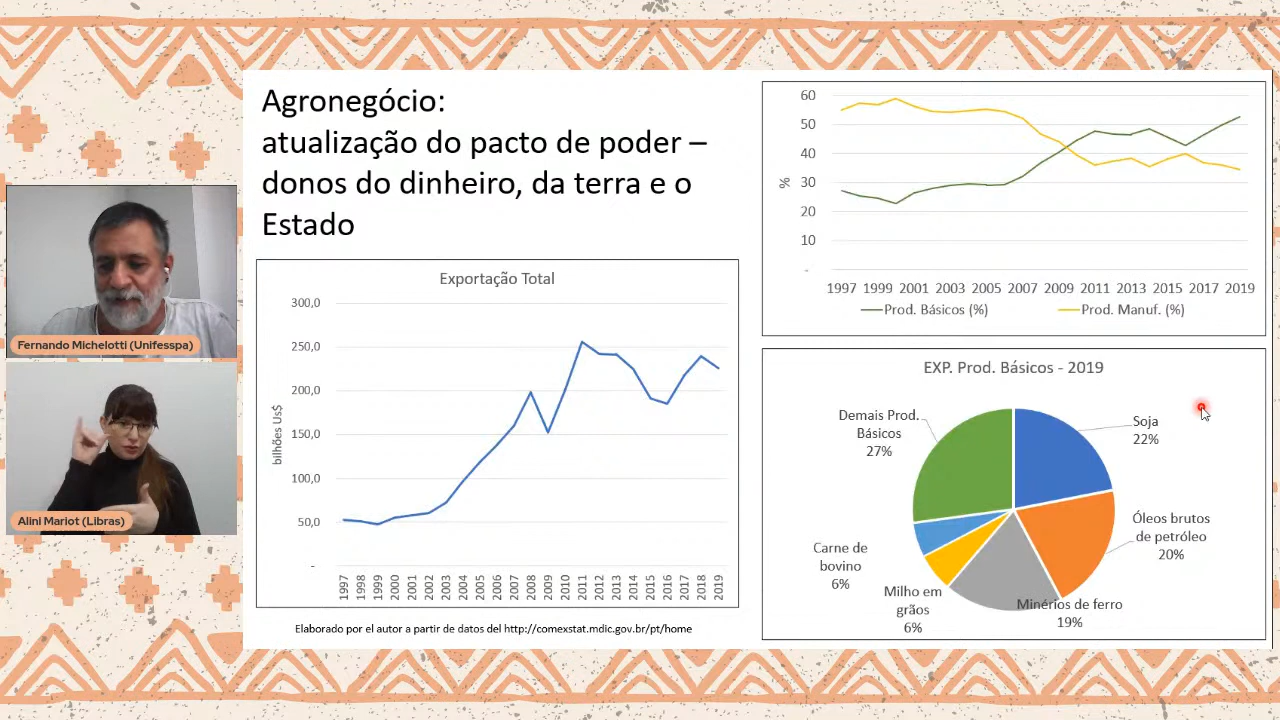 Agronegócio:
atualização do pacto de poder –
donos do dinheiro, da terra e o
Estado
Fernando Michelotti (Unifesspa)
Alini Mariot (Libras)
Exportação Total
bilhões Us$
300,0
250,0
200,0
150,0
100,0
50,0
-
1997 1998 1999 2000 2001 2002 2003 2004 2005 2006 2007 2008 2009 2010 2011 2012 2013 2014 2015 2016 2017 2018 2019
Elaborado por el autor a partir de datos del http://comexstat.mdic.gov.br/pt/home
%
60
50
40
30
20
10
-
1997 1999 2001 2003 2005 2007 2009 2011 2013 2015 2017 2019
Prod. Básicos (%) Prod. Manuf. (%)
EXP. Prod. Básicos - 2019
Demais Prod.
Básicos
27%
Soja
22%
Óleos brutos
de petróleo
20%
Carne de
bovino
6%
Milho em
grãos
6%
Minérios de ferro
19%